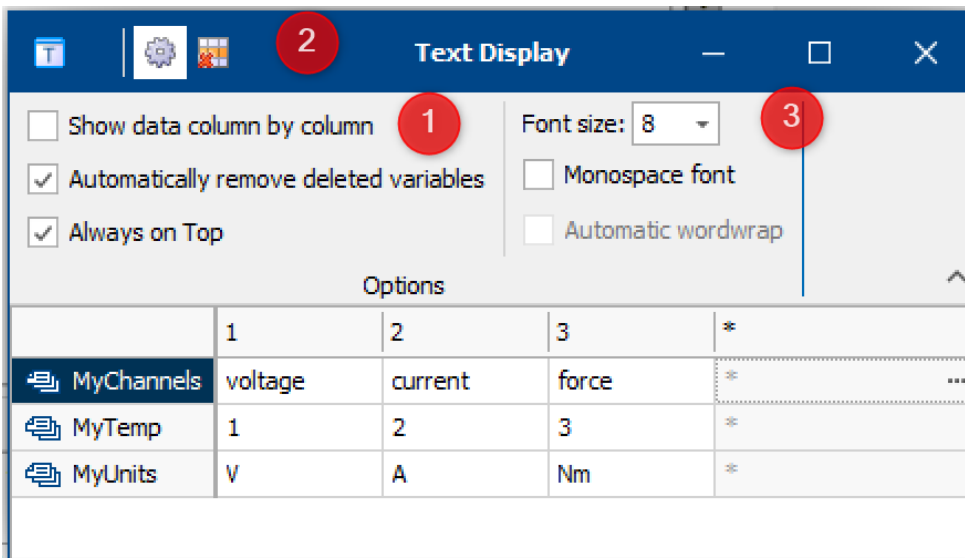 T 2 Text Display
Show data column by column 1 Font size: 8 3
Automatically remove deleted variables Monospace font
Always on Top Automatic wordwrap
Options
1 2 3 *
MyChannels voltage current force * ...
MyTemp 1 2 3 *
MyUnits V A Nm *